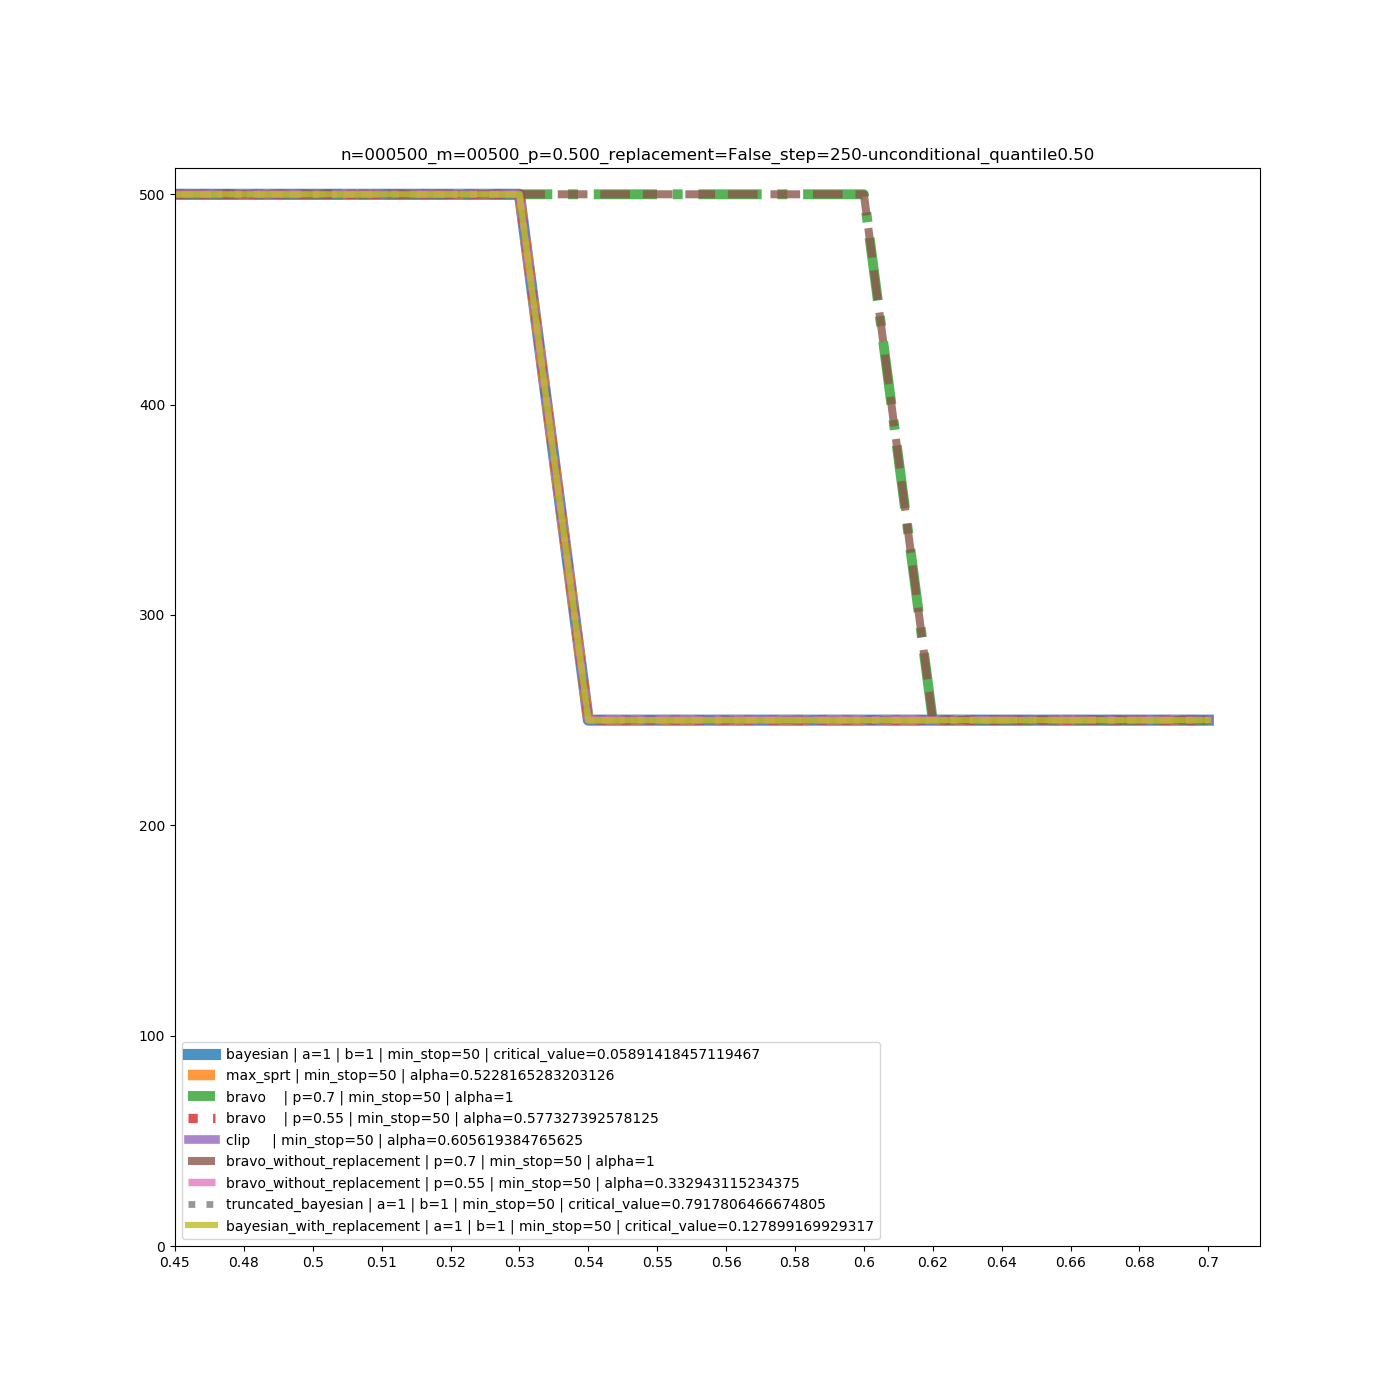 n=000500_m=00500_p=0.500_replacement=False_step=250-unconditional_quantile0.50
500
400
300
200
100
0
bayesian | a=1 | b=1 | min_stop=50 | critical_value=0.05891418457119467
max_sprt | min_stop=50 | alpha=0.5228165283203126
bravo | p=0.7 | min_stop=50 | alpha=1
bravo | p=0.55 | min_stop=50 | alpha=0.577327392578125
clip | min_stop=50 | alpha=0.605619384765625
bravo_without_replacement | p=0.7 | min_stop=50 | alpha=1
bravo_without_replacement | p=0.55 | min_stop=50 | alpha=0.332943115234375
truncated_bayesian | a=1 | b=1 | min_stop=50 | critical_value=0.7917806466674805
bayesian_with_replacement | a=1 | b=1 | min_stop=50 | critical_value=0.127899169929317
0.45 0.48 0.5 0.51 0.52 0.53 0.54 0.55 0.56 0.58 0.6 0.62 0.64 0.66 0.68 0.7